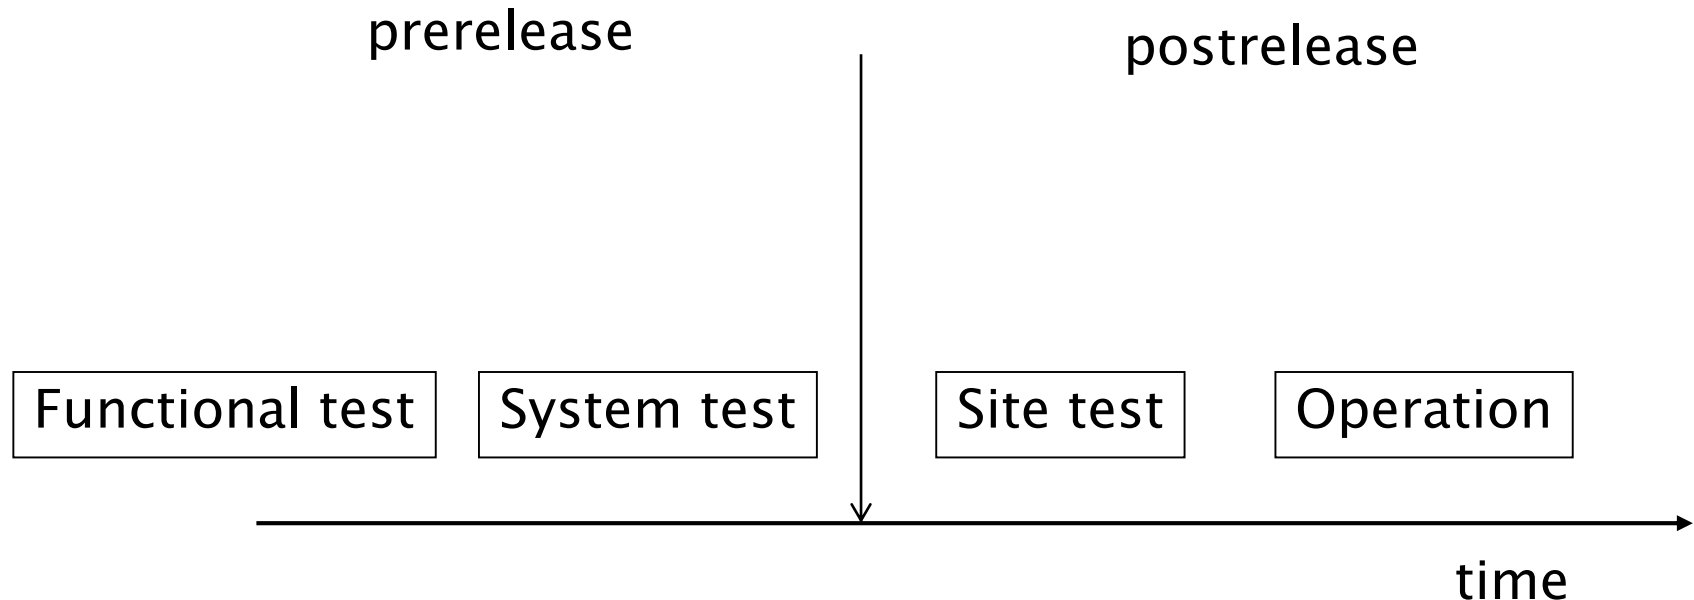 prerelease
postrelease
Functional test
System test
Site test
Operation
time